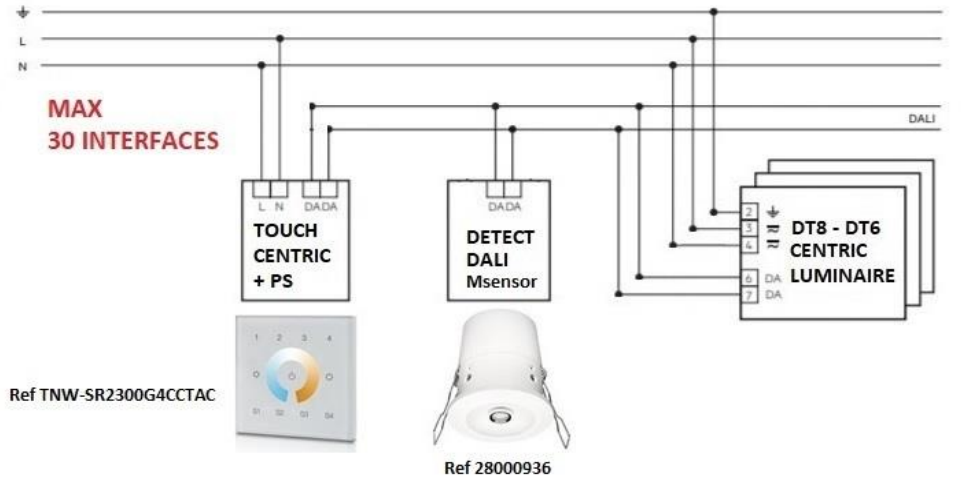 L
N
MAX
30 INTERFACES
DALI
L N DA DA
TOUCH
CENTRIC
+ PS
DA DA
DETECT
DALI
Msensor
2
3
4
6 DA
7 DA
DT8 - DT6
CENTRIC
LUMINAIRE
1 2 3 4
S1 S2 S3 S4
Ref TNW-SR2300G4CCTAC
Ref 28000936